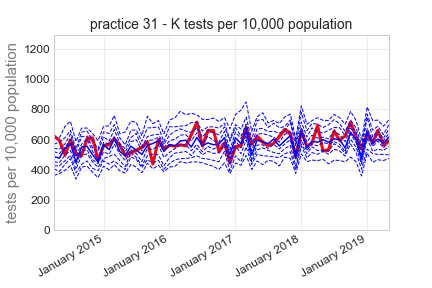 practice 31 - K tests per 10,000 population
tests per 10,000 population
1200
1000
800
600
400
200
0
January 2015
January 2016
January 2017
January 2018
January 2019